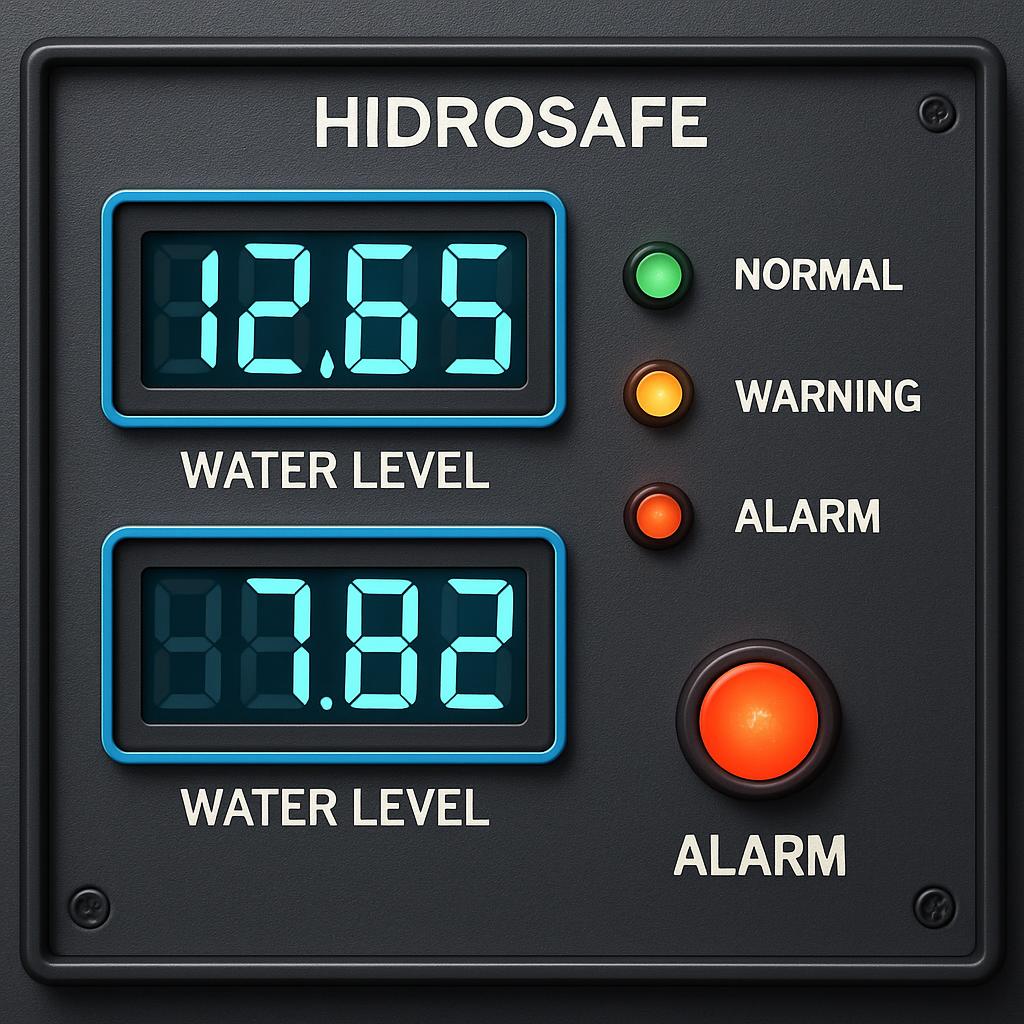 HIDROSAFE
12.65
NORMAL
WARNING
WATER LEVEL
ALARM
7.82
WATER LEVEL
ALARM